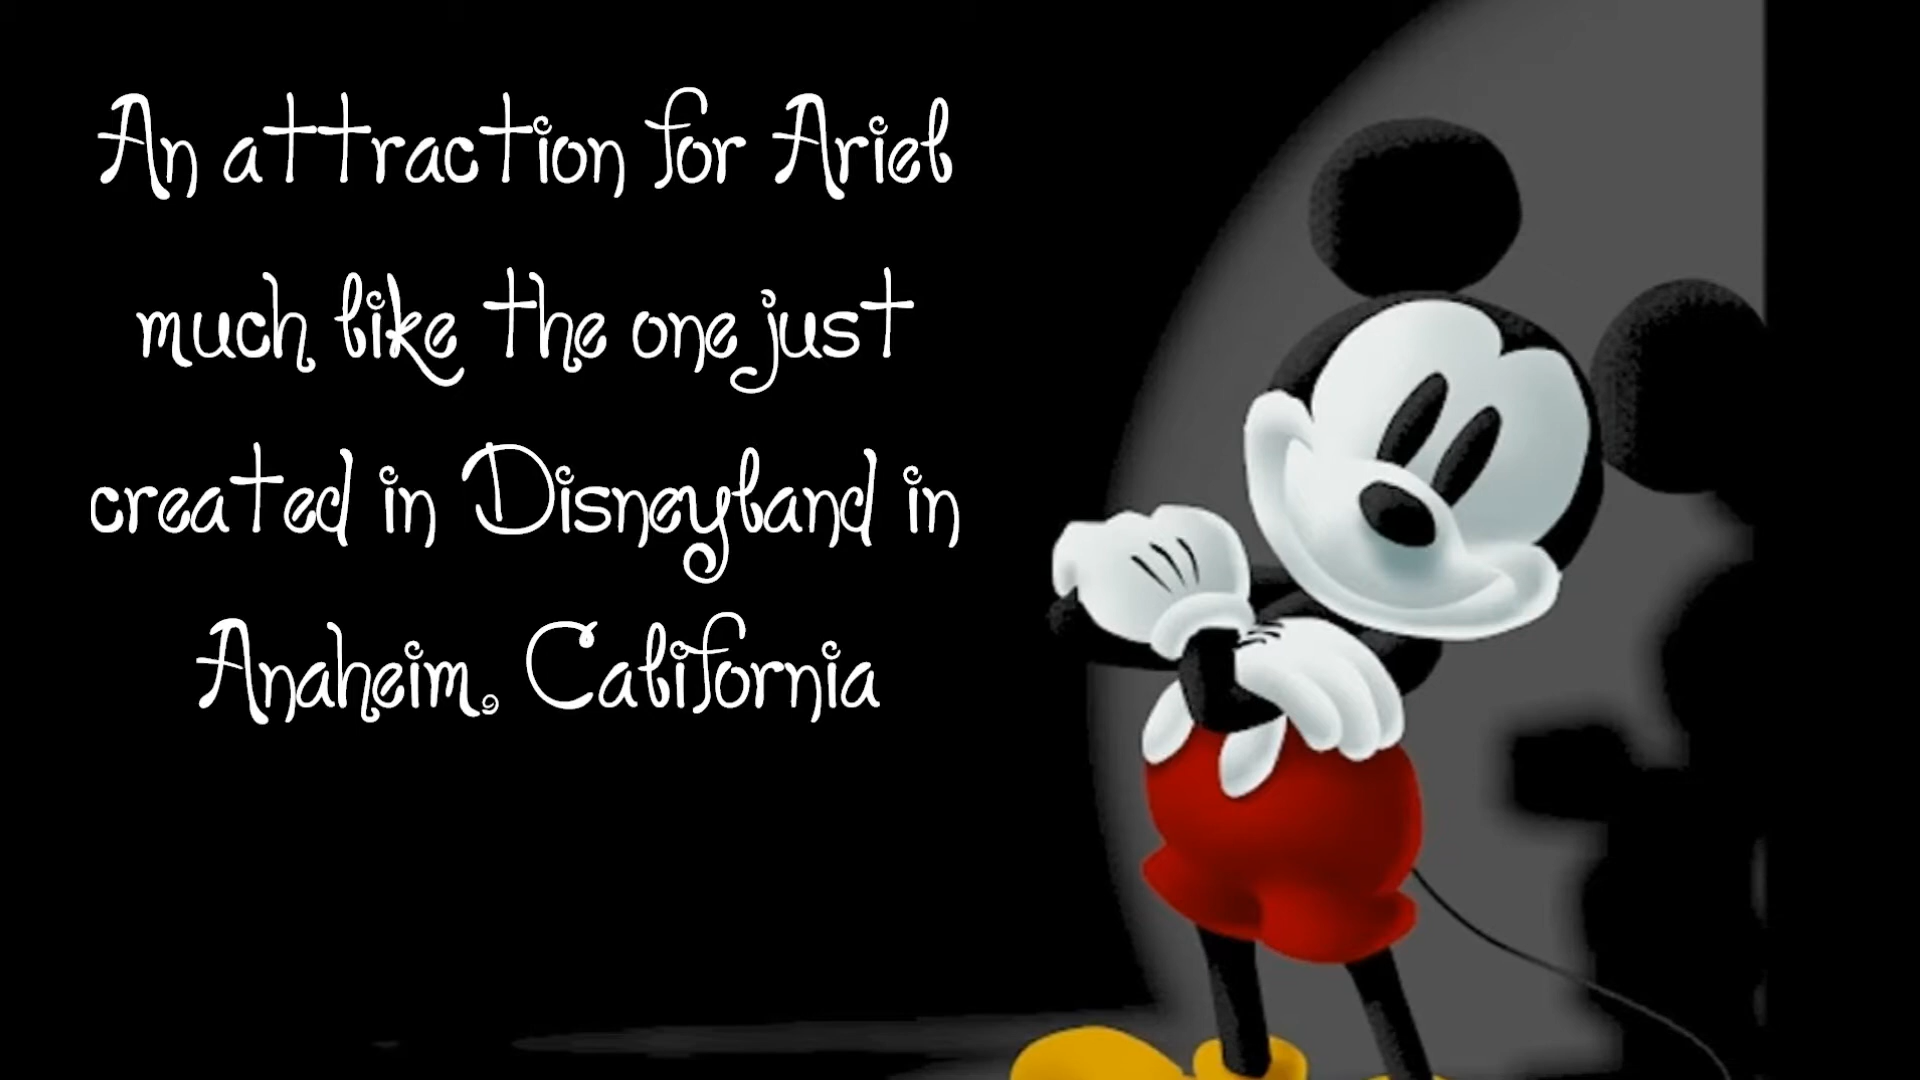 An attraction for Ariel
much like the one just
created in Disneyland in
Anaheim, California